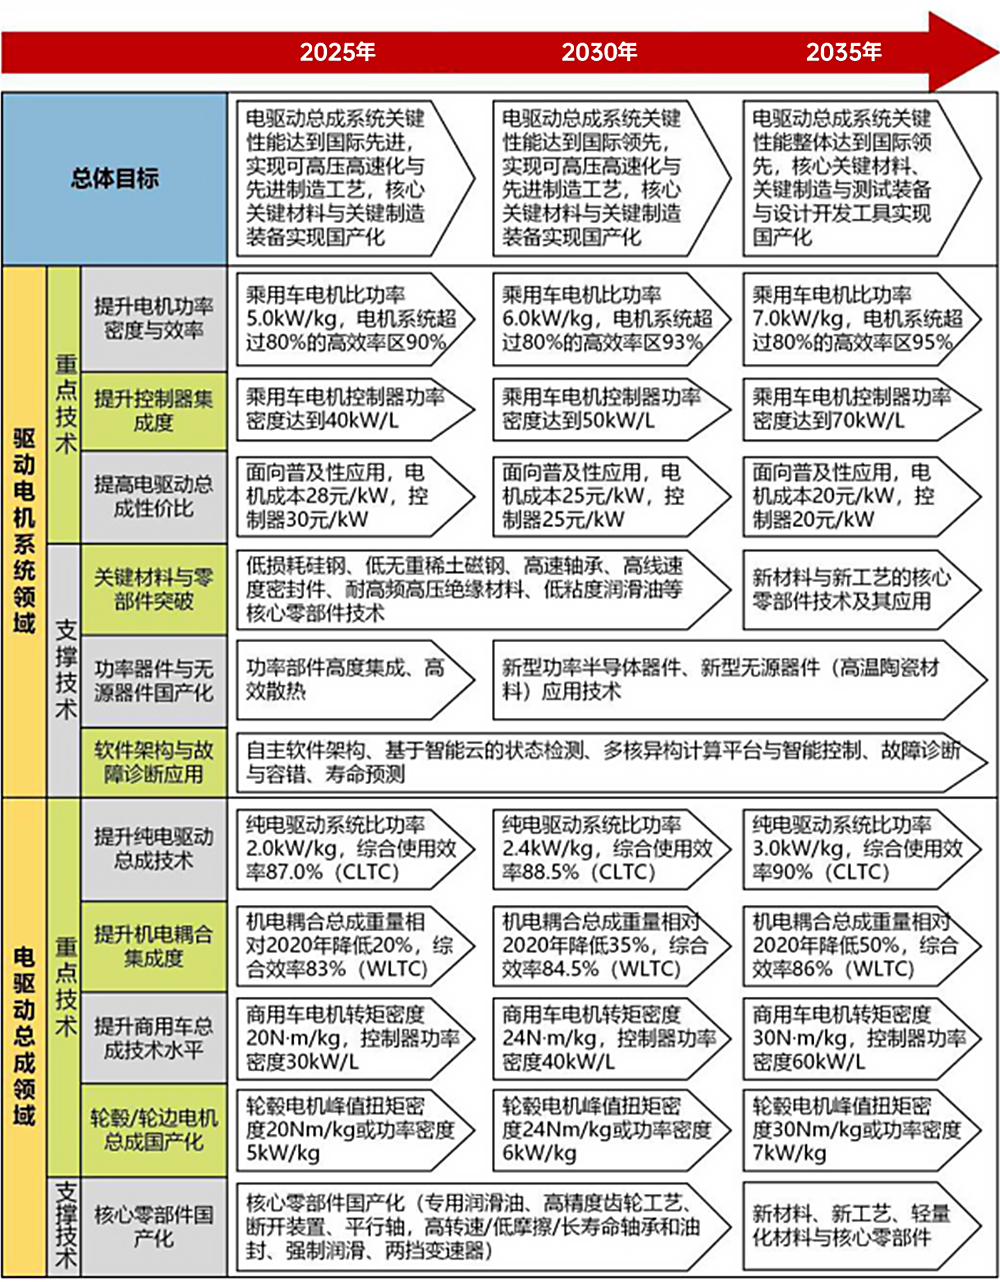 2025年
2030年
2035年
总体目标
电驱动总成系统关键
性能达到国际先进，
实现可高压高速化与
先进制造工艺，核心
关键材料与关键制造
装备实现国产化
电驱动总成系统关键
性能达到国际领先，
实现可高压高速化与
先进制造工艺，核心
关键材料与关键制造
装备实现国产化
电驱动总成系统关键
性能整体达到国际领
先，核心关键材料、
关键制造与测试装备
与设计开发工具实现
国产化
驱动电机系统领域
重点技术
提升电机功率
密度与效率
乘用车电机比功率
5.0kW/kg，电机系统超
过80%的高效率区90%
乘用车电机比功率
6.0kW/kg，电机系统超
过80%的高效率区93%
乘用车电机比功率
7.0kW/kg，电机系统超
过80%的高效率区95%
提升控制器集
成度
乘用车电机控制器功率
密度达到40kW/L
乘用车电机控制器功率
密度达到50kW/L
乘用车电机控制器功率
密度达到70kW/L
提高电驱动总
成性价比
面向普及性应用，电
机成本28元/kW，控
制器30元/kW
面向普及性应用，电
机成本25元/kW，控
制器25元/kW
面向普及性应用，电
机成本20元/kW，控
制器20元/kW
支撑技术
关键材料与零
部件突破
低损耗硅钢、低无重稀土磁钢、高速轴承、高线速
度密封件、耐高频高压绝缘材料、低粘度润滑油等
核心零部件技术
新材料与新工艺的核心
零部件技术及其应用
功率器件与无
源器件国产化
功率部件高度集成、高
效散热
新型功率半导体器件、新型无源器件（高温陶瓷材
料）应用技术
软件架构与故
障诊断应用
自主软件架构、基于智能云的状态检测、多核异构计算平台与智能控制、故障诊断
与容错、寿命预测
电驱动总成领域
重点技术
提升纯电驱动
总成技术
纯电驱动系统比功率
2.0kW/kg，综合使用效
率87.0%（CLTC）
纯电驱动系统比功率
2.4kW/kg，综合使用效
率88.5%（CLTC）
纯电驱动系统比功率
3.0kW/kg，综合使用效
率90%（CLTC）
提升机电耦合
集成度
机电耦合总成重量相
对2020年降低20%，综
合效率83%（WLTC）
机电耦合总成重量相对
2020年降低35%，综合
效率84.5%（WLTC）
机电耦合总成重量相对
2020年降低50%，综合
效率86%（WLTC）
提升商用车总
成技术水平
商用车电机转矩密度
20N·m/kg，控制器功率
密度30kW/L
商用车电机转矩密度
24N·m/kg，控制器功率
密度40kW/L
商用车电机转矩密度
30N·m/kg，控制器功率
密度60kW/L
轮毂/轮边电机
总成国产化
轮毂电机峰值扭矩密
度20Nm/kg或功率密度
5kW/kg
轮毂电机峰值扭矩密
度24Nm/kg或功率密度
6kW/kg
轮毂电机峰值扭矩密
度30Nm/kg或功率密度
7kW/kg
支撑技术
核心零部件国
产化
核心零部件国产化（专用润滑油、高精度齿轮工艺、
断开装置、平行轴，高转速/低摩擦/长寿命轴承和油
封、强制润滑、两挡变速器）
新材料、新工艺、轻量
化材料与核心零部件